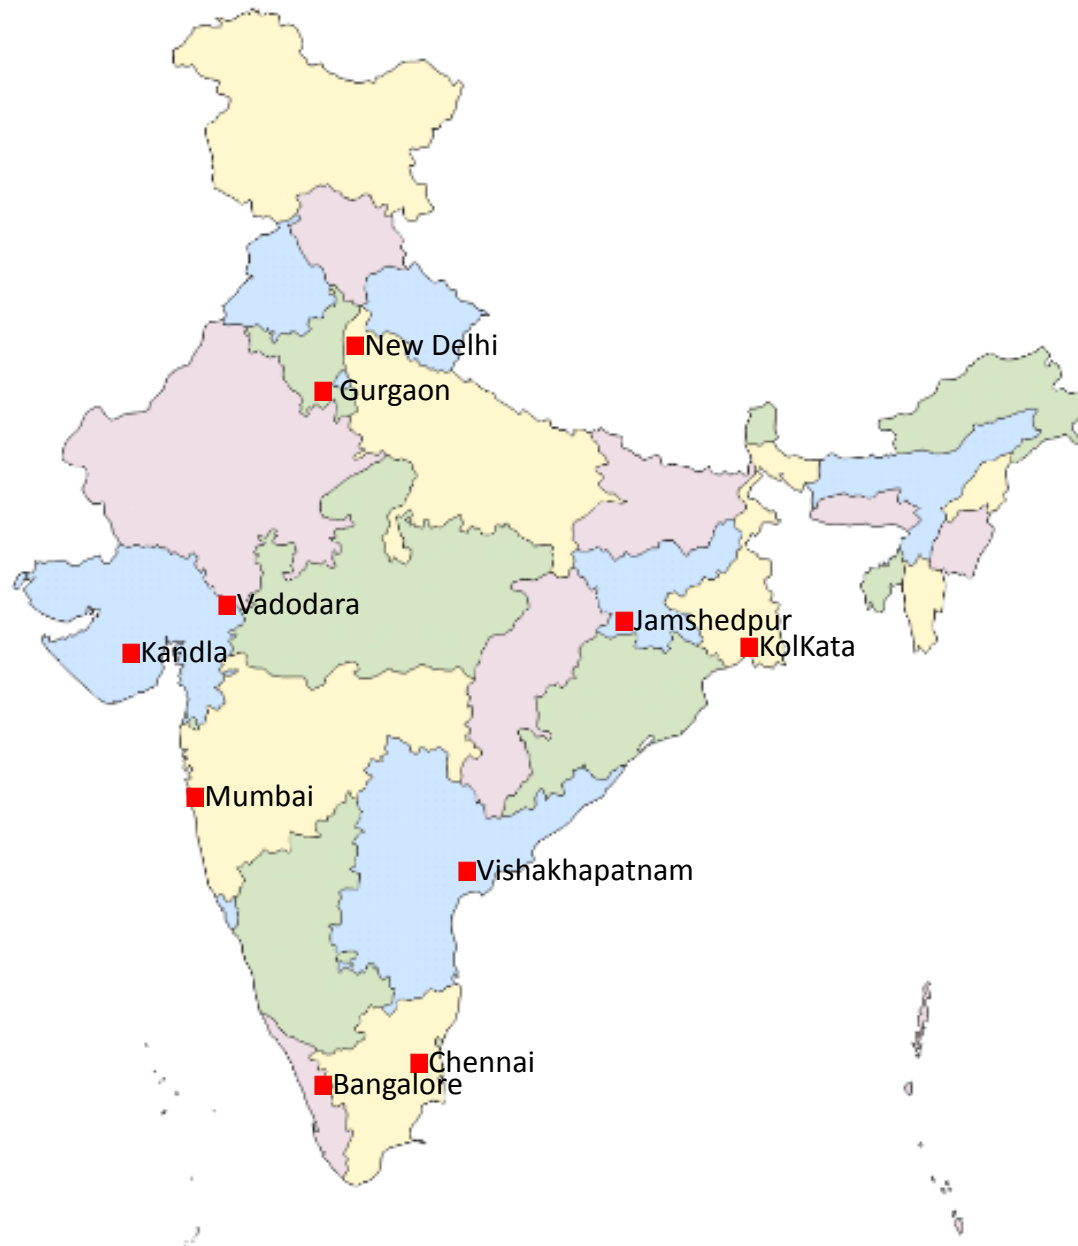 New Delhi
Gurgaon
Vadodara
Jamshedpur
KolKata
Kandla
Mumbai
Vishakhapatnam
Chennai
Bangalore